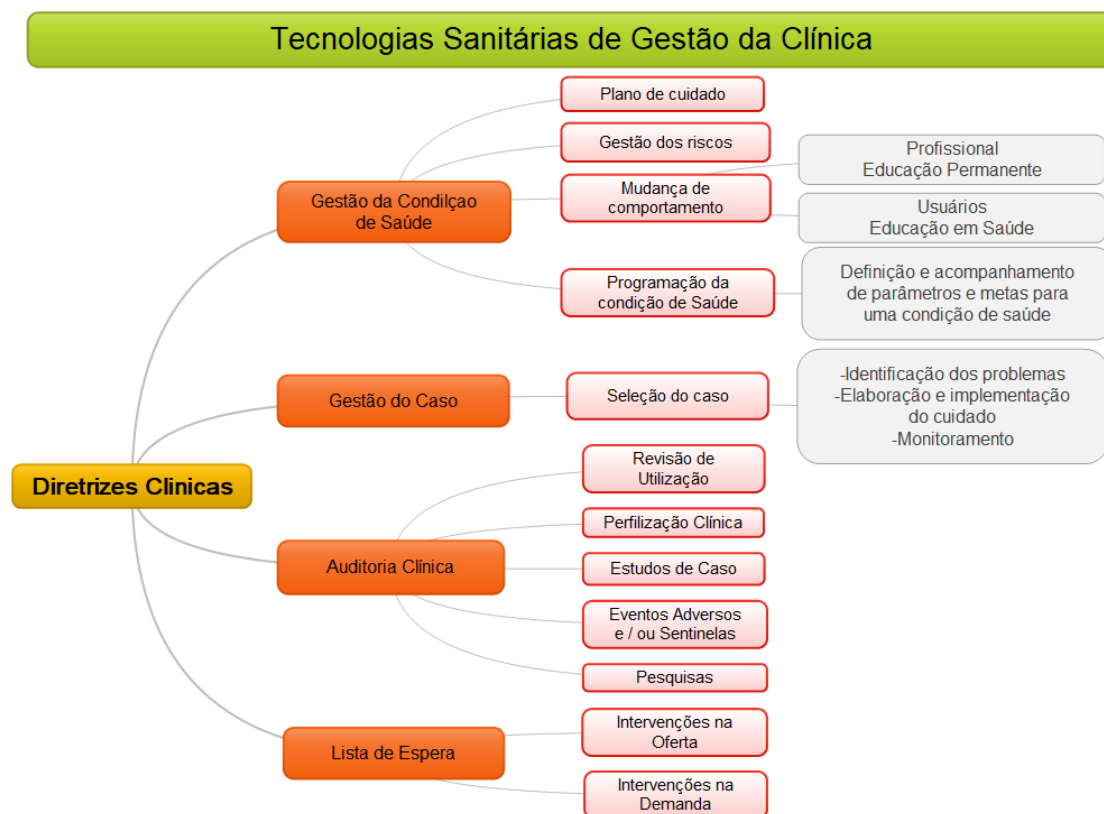 Tecnologias Sanitárias de Gestão da Clínica
Plano de cuidado
Gestão dos riscos
Mudança de
comportamento
Profissional
Educação Permanente
Usuários
Educação em Saúde
Gestão da Condilçao
de Saúde
Programação da
condição de Saúde
Definição e acompanhamento
de parâmetros e metas para
uma condição de saúde
Gestão do Caso
Seleção do caso
-Identificação dos problemas
-Elaboração e implementação
do cuidado
-Monitoramento
Diretrizes Clinicas
Revisão de
Utilização
Perfilização Clínica
Auditoria Clínica
Estudos de Caso
Eventos Adversos
e / ou Sentinelas
Pesquisas
Lista de Espera
Intervenções na
Oferta
Intervenções na
Demanda